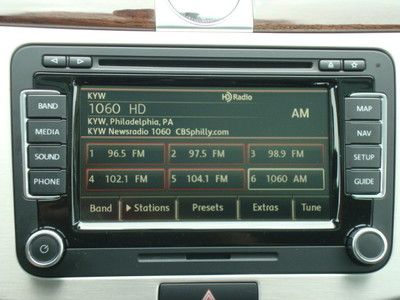 KYW
HD Radio
1060 HD
AM
KYW, Philadelphia, PA
KYW Newsradio 1060 CBSphilly.com
1 96.5 FM
2 97.5 FM
3 98.9 FM
4 102.1 FM
5 104.1 FM
6 1060 AM
Band
Stations
Presets
Extras
Tune
BAND
MEDIA
SOUND
PHONE
MAP
NAV
SETUP
GUIDE